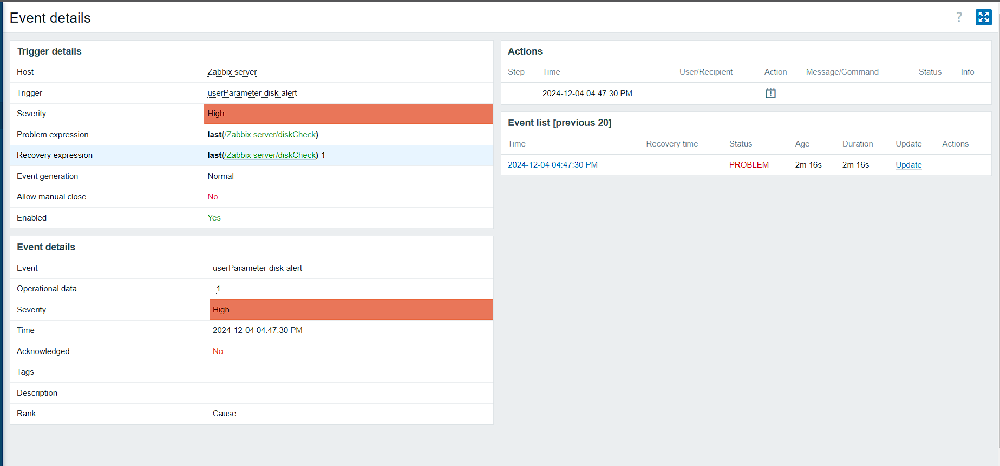 Event details
?
Trigger details
Host Zabbix server
Trigger userParameter-disk-alert
Severity High
Problem expression last(/Zabbix server/diskCheck)
Recovery expression last(/Zabbix server/diskCheck)-1
Event generation Normal
Allow manual close No
Enabled Yes
Event details
Event userParameter-disk-alert
Operational data 1
Severity High
Time 2024-12-04 04:47:30 PM
Acknowledged No
Tags
Description
Rank Cause
Actions
Step Time User/Recipient Action Message/Command Status Info
2024-12-04 04:47:30 PM
Event list [previous 20]
Time Recovery time Status Age Duration Update Actions
2024-12-04 04:47:30 PM PROBLEM 2m 16s 2m 16s Update